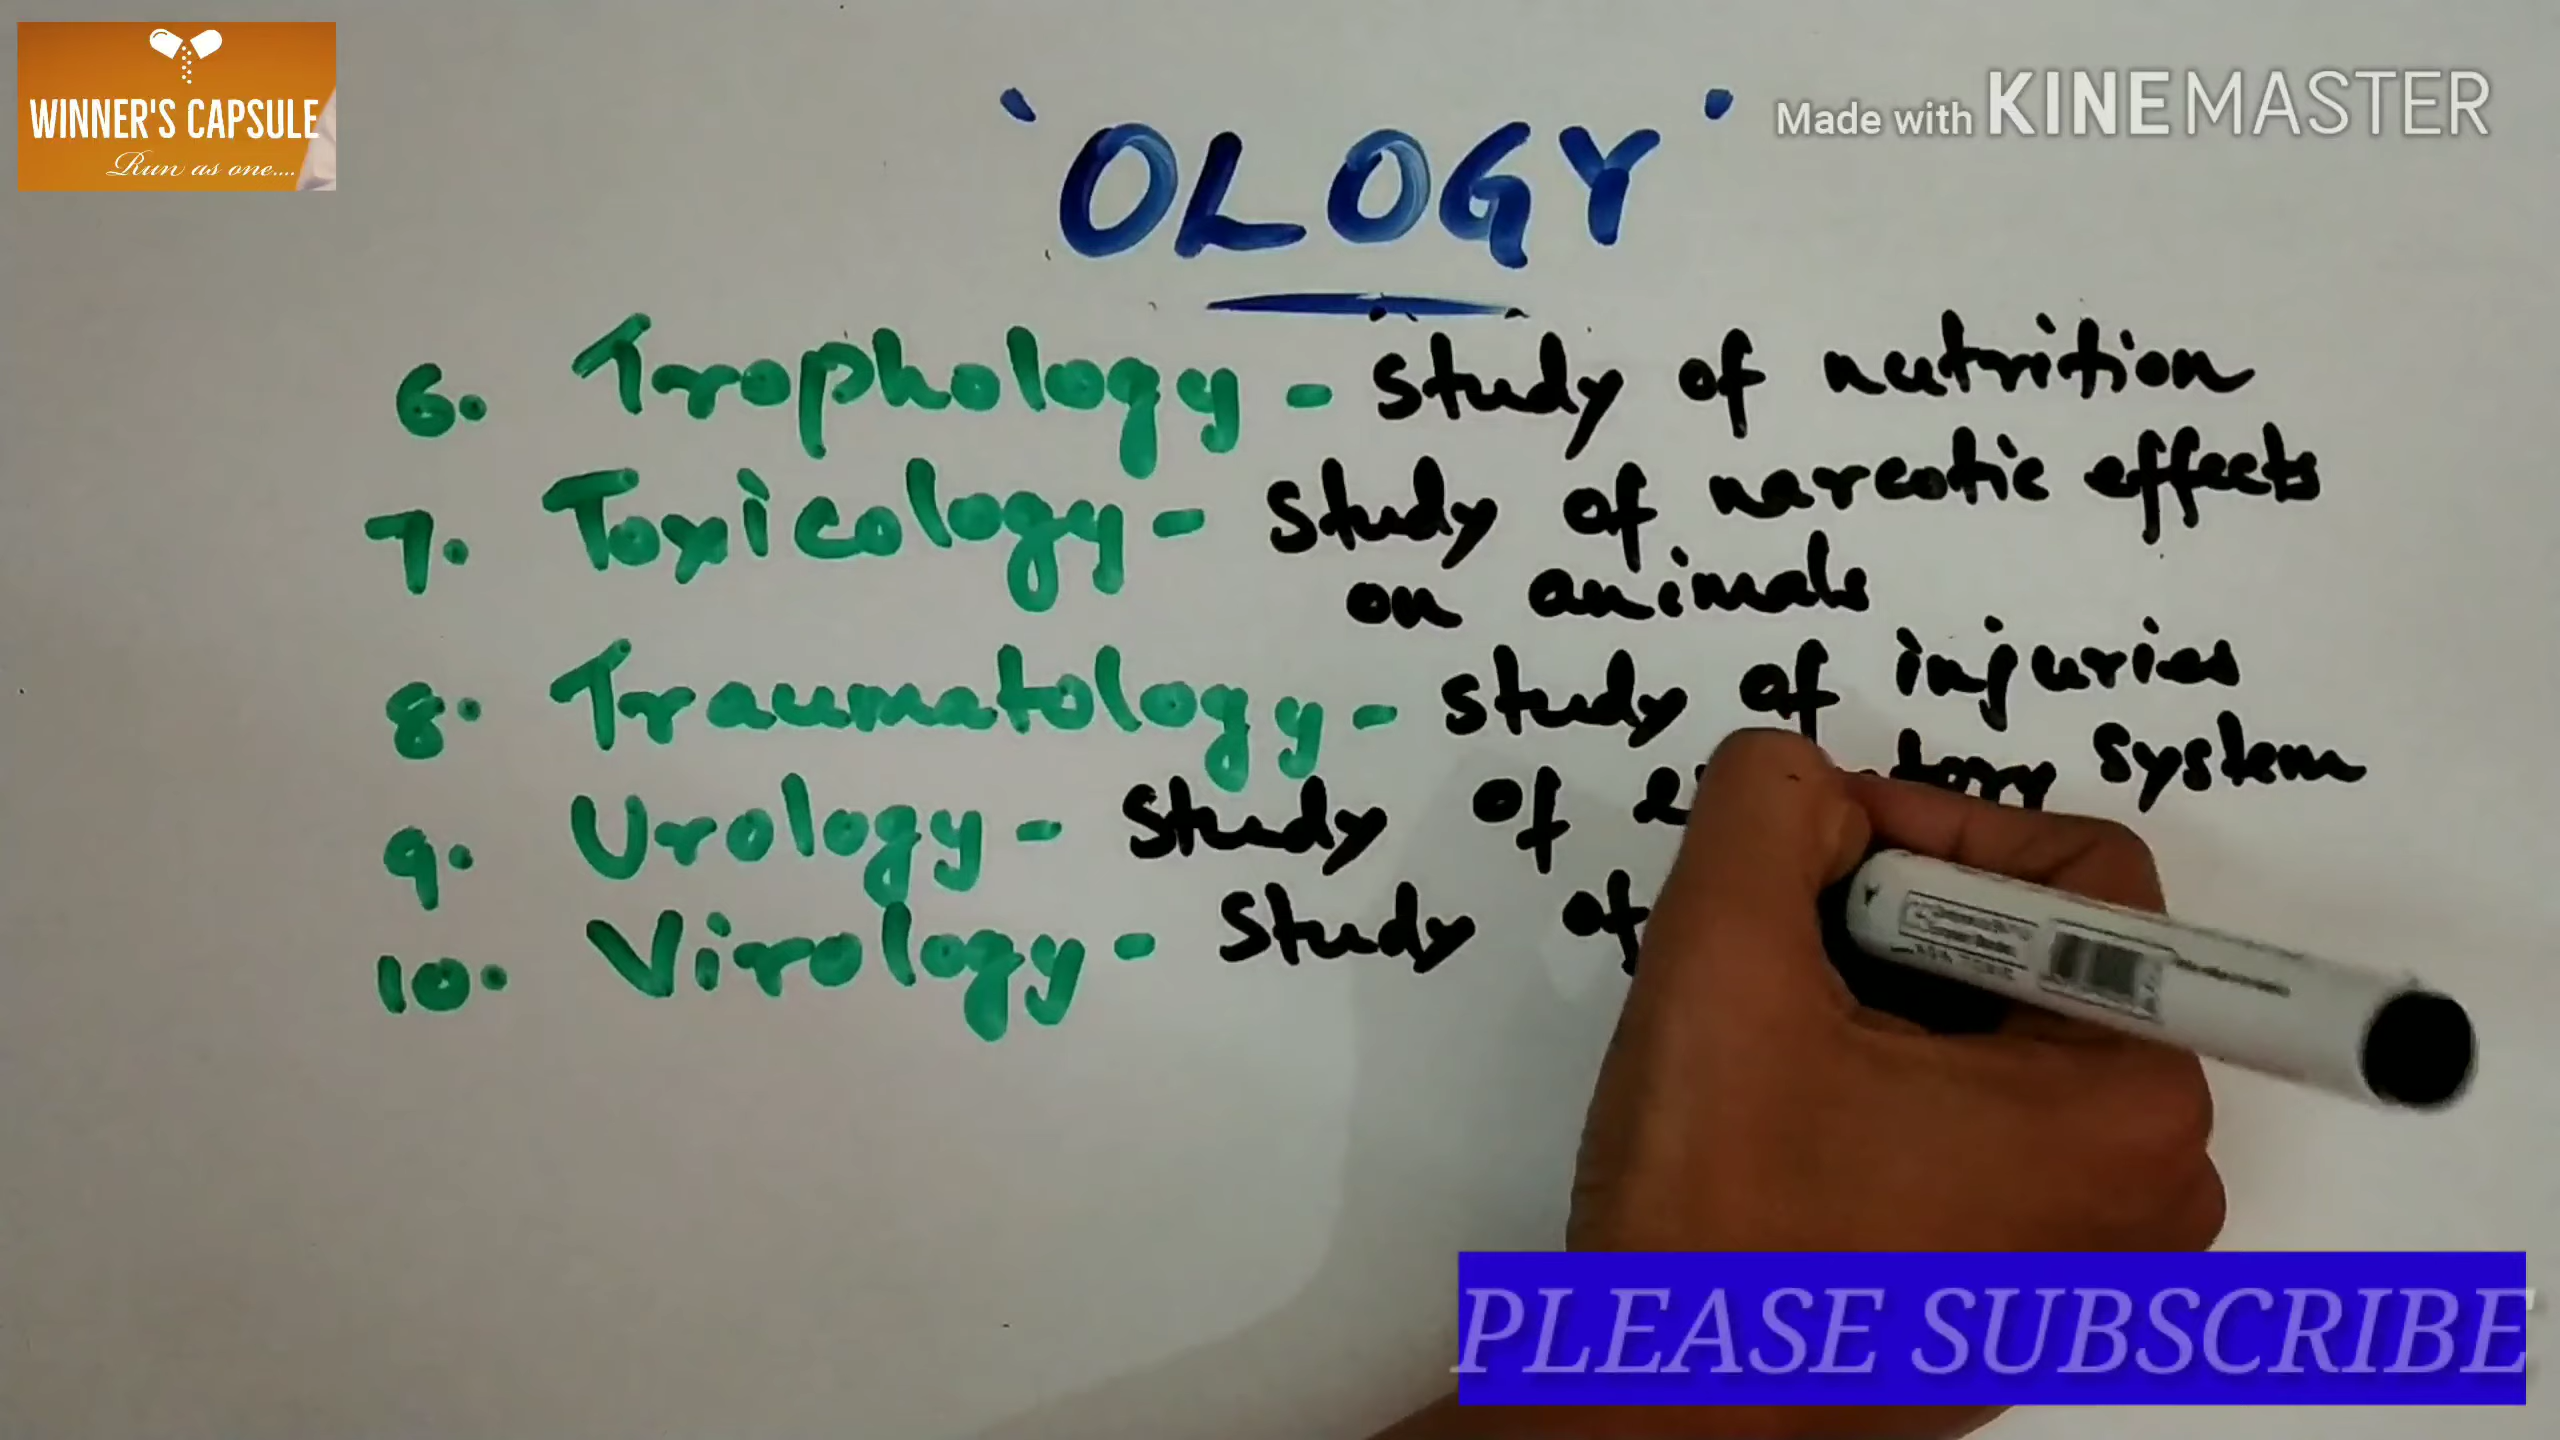 WINNER'S CAPSULE
Run as one....
Made with KINEMASTER
'OLOGY'
6. Trophology - Study of nutrition
7. Toxicology - Study of narcotic effects
on animals
8. Traumatology - Study of injuries
9. Urology - Study of system
10. Virology - Study of
PLEASE SUBSCRIBE